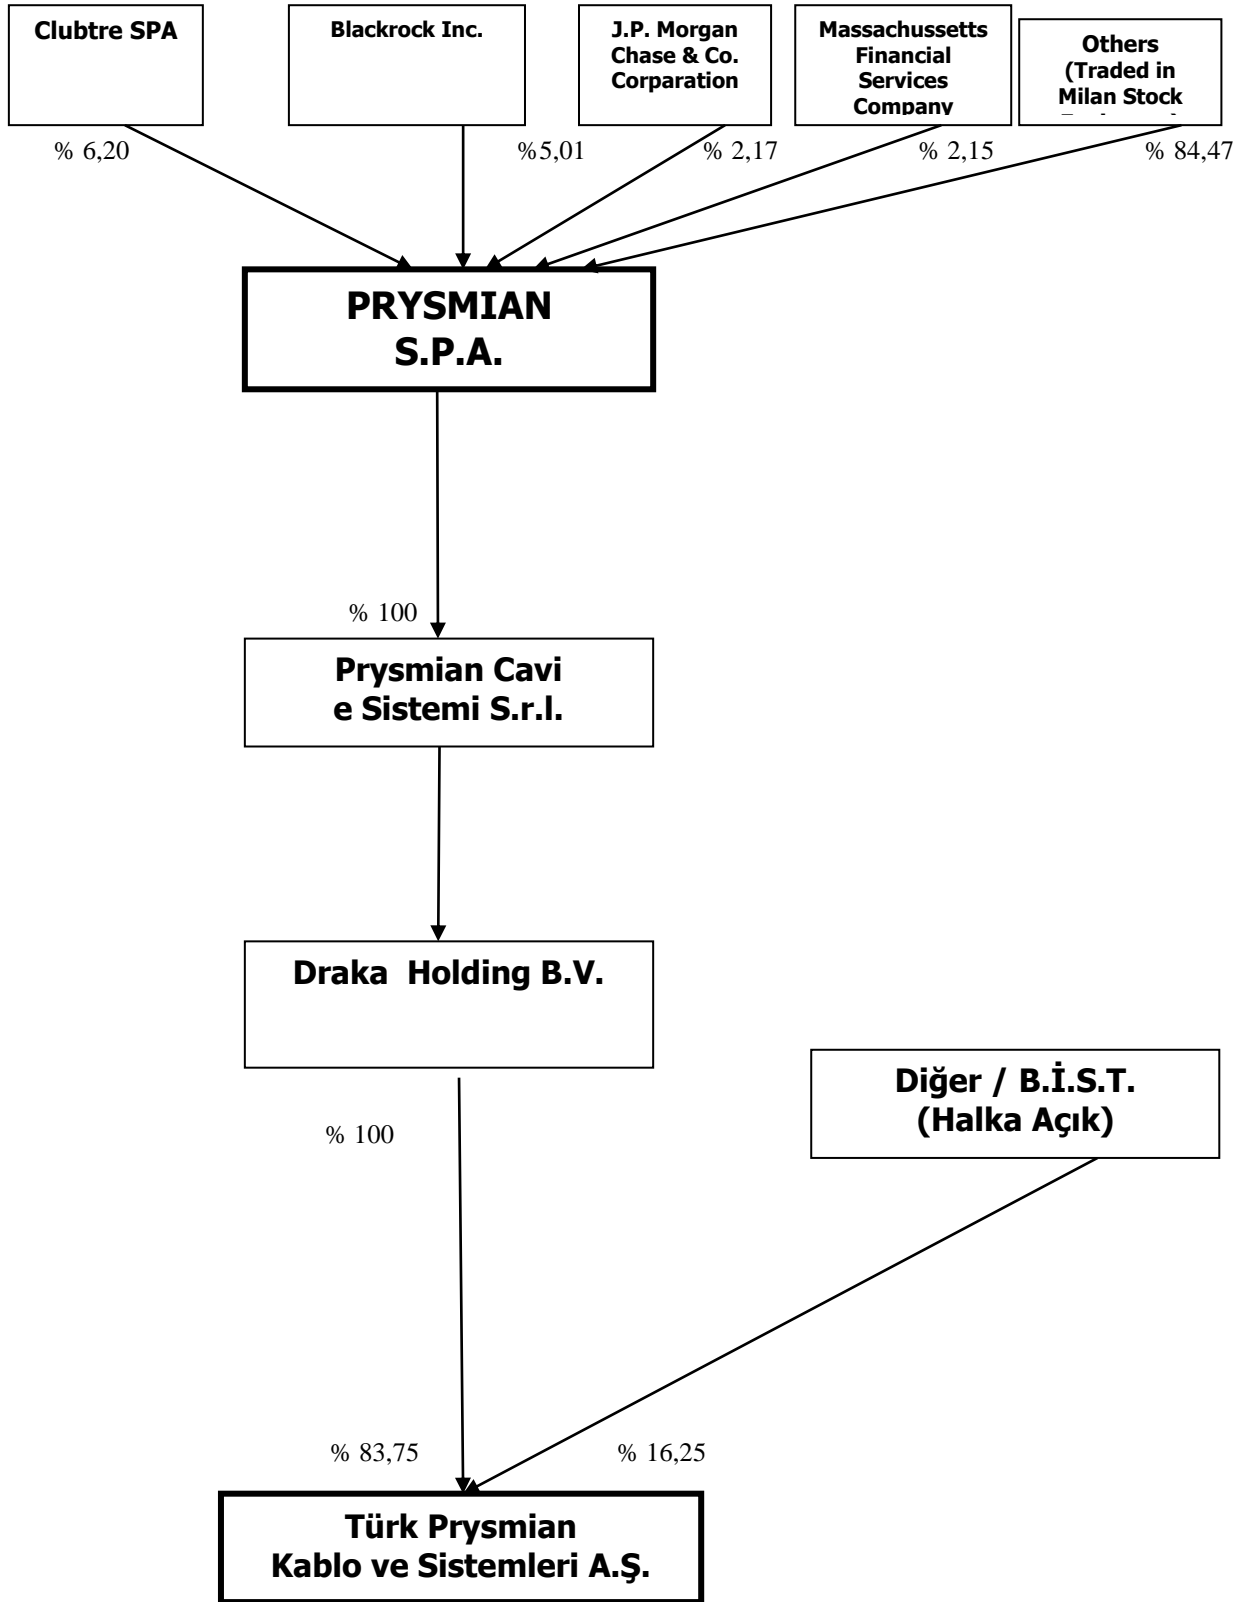 Clubtre SPA
Blackrock Inc.
J.P. Morgan
Chase & Co.
Corparation
Massachussetts
Financial
Services
Company
Others
(Traded in
Milan Stock
% 6,20
%5,01
% 2,17
% 2,15
% 84,47
PRYSMIAN
S.P.A.
% 100
Prysmian Cavi
e Sistemi S.r.l.
Draka Holding B.V.
% 100
Diğer / B.İ.S.T.
(Halka Açık)
% 83,75
% 16,25
Türk Prysmian
Kablo ve Sistemleri A.Ş.